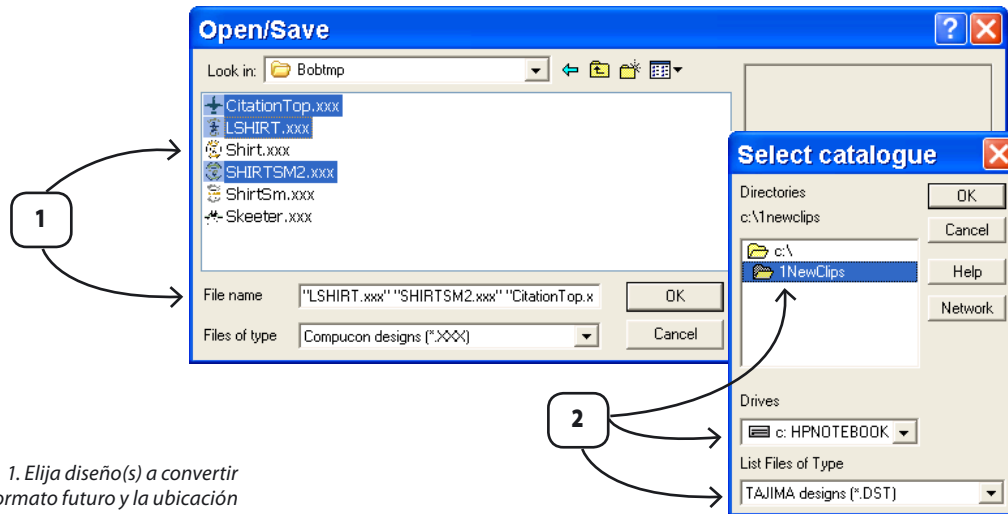 Open/Save
Look in: Bobtmp
CitationTop.xxx
LSHIRT.xxx
Shirt.xxx
SHIRTSM2.xxx
ShirtSm.xxx
Skeeter.xxx
File name "LSHIRT.xxx" "SHIRTSM2.xxx" "CitationTop.x OK
Files of type Compucon designs (*.XXX) Cancel
1
Select catalogue
Directories
c:\1newclips
OK
Cancel
c:\
1NewClips
Help
Network
Drives
c: HPNOTEBOOK
List Files of Type
TAJIMA designs (*.DST)
2
1. Elija diseño(s) a convertir
ormato futuro y la ubicación